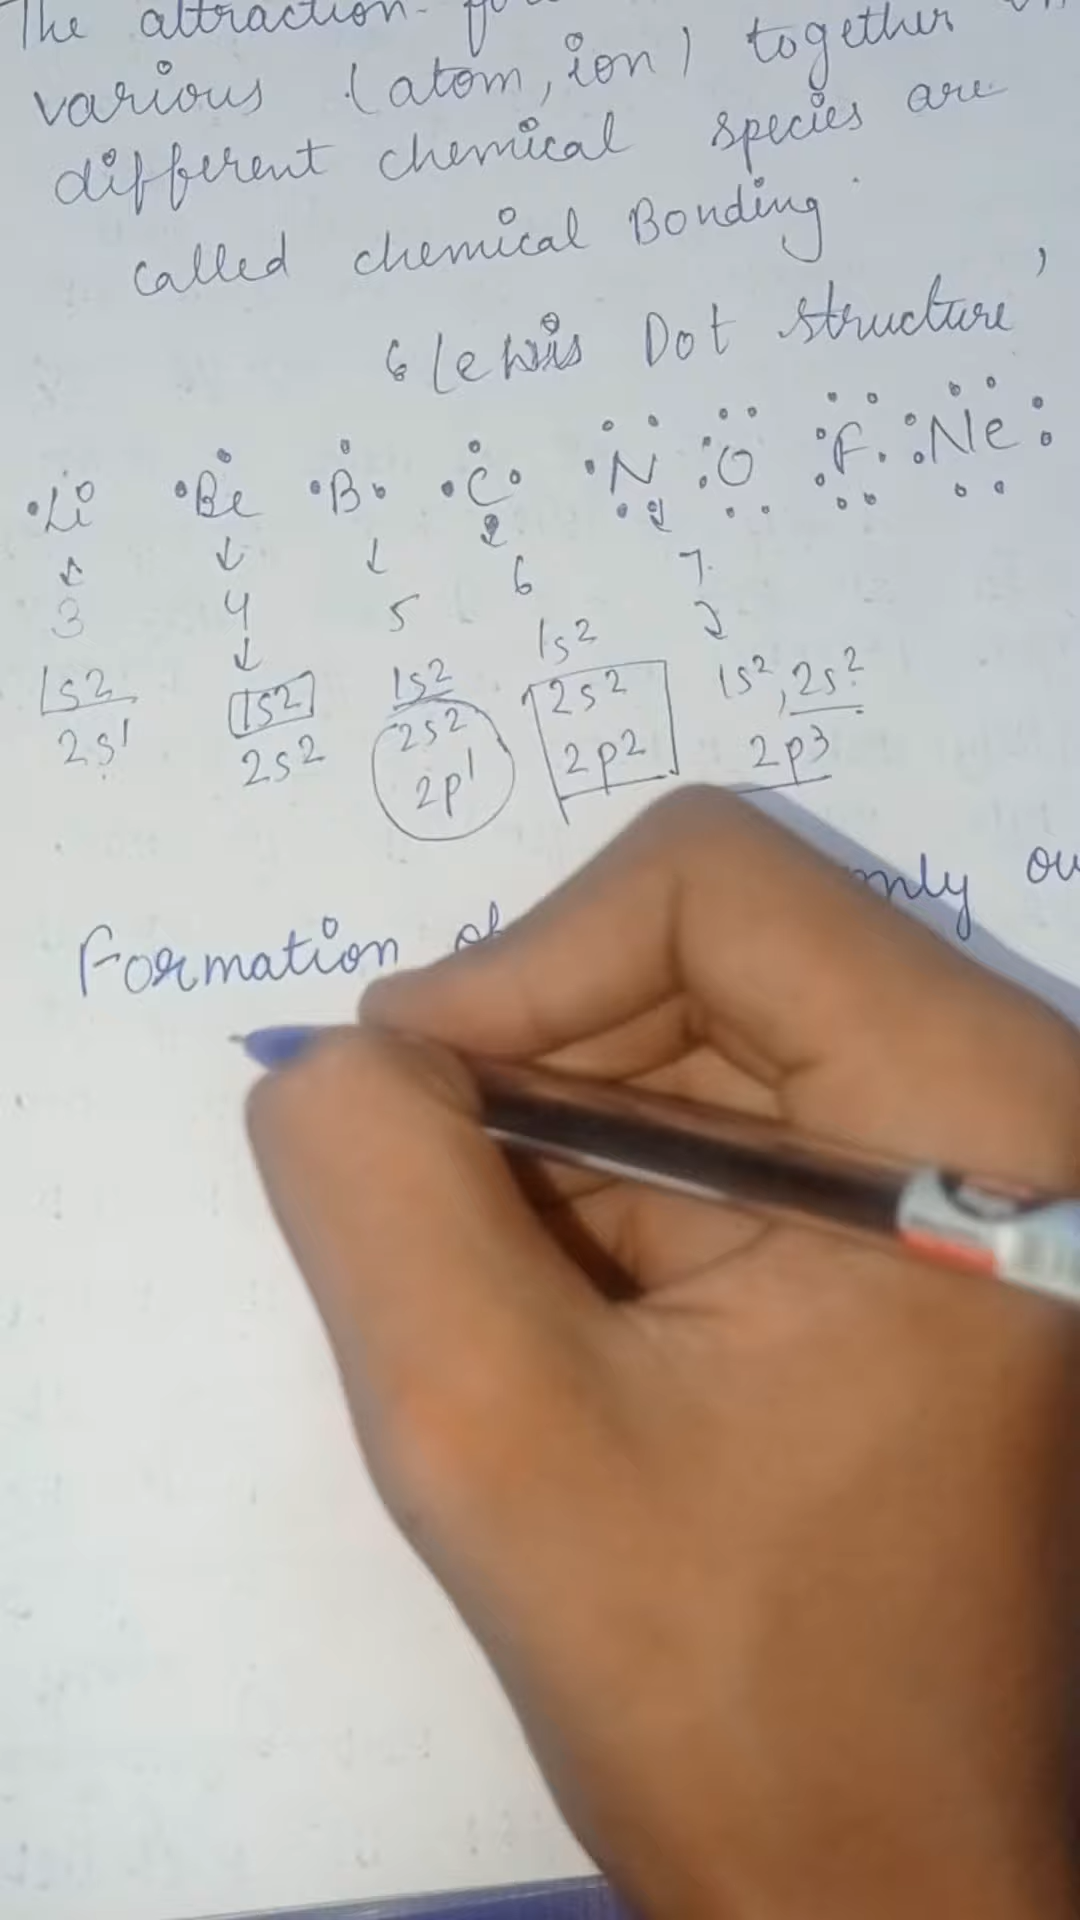 The attraction
various (atom, ion) together
different chemical species are
called chemical Bonding.
‘Lewis Dot structure’
Li Be B C N O F Ne
3 4 5 6 7
1s2 1s2 1s2 1s2 1s2, 2s2
2s1 2s2 2s2 2s2 2p3
2p1 2p2
Formation of only